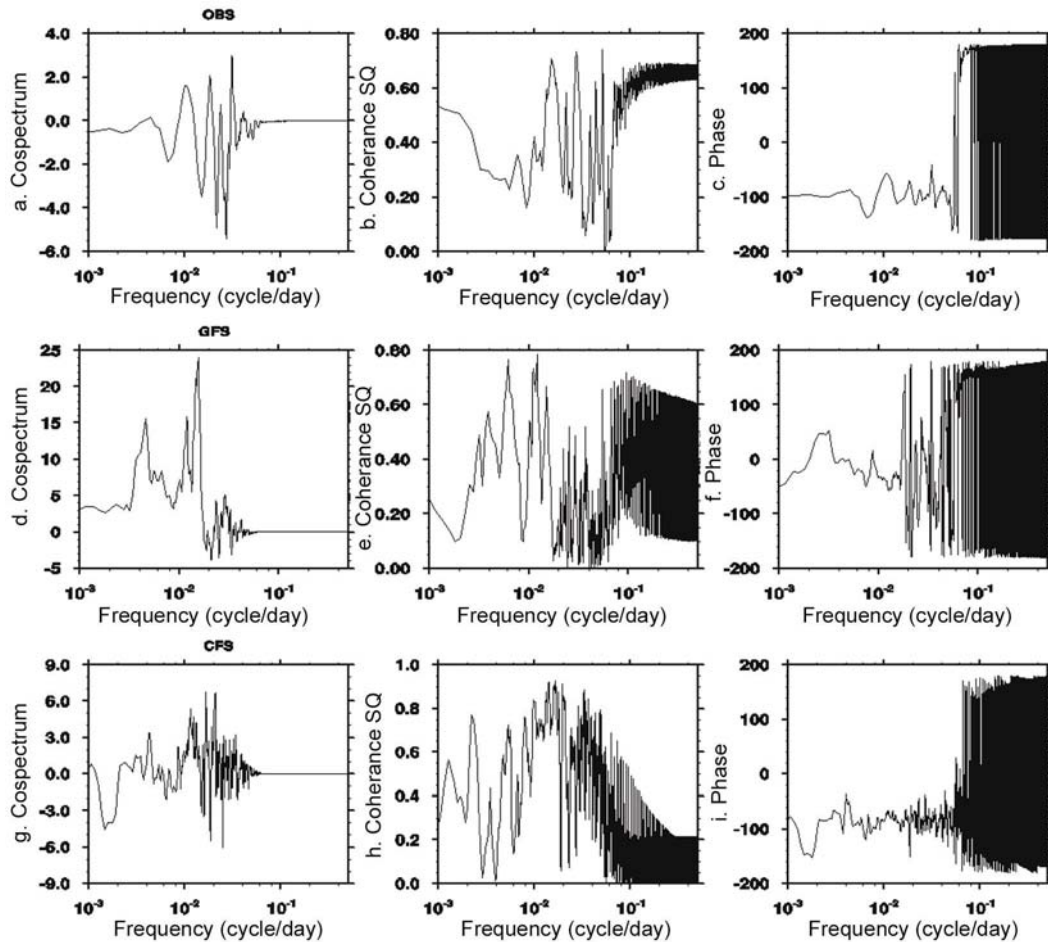 OBS
a. Cospectrum
4.0
2.0
0.0
-2.0
-4.0
-6.0
10-3 10-2 10-1
Frequency (cycle/day)
b. Coherance SQ
0.80
0.60
0.40
0.20
0.00
10-3 10-2 10-1
Frequency (cycle/day)
c. Phase
200
100
0
-100
-200
10-3 10-2 10-1
Frequency (cycle/day)
GFS
d. Cospectrum
25
20
15
10
5
0
-5
10-3 10-2 10-1
Frequency (cycle/day)
e. Coherance SQ
0.80
0.60
0.40
0.20
0.00
10-3 10-2 10-1
Frequency (cycle/day)
f. Phase
200
100
0
-100
-200
10-3 10-2 10-1
Frequency (cycle/day)
CFS
g. Cospectrum
9.0
6.0
3.0
0.0
-3.0
-6.0
-9.0
10-3 10-2 10-1
Frequency (cycle/day)
h. Coherance SQ
1.0
0.8
0.6
0.4
0.2
0.0
10-3 10-2 10-1
Frequency (cycle/day)
i. Phase
200
100
0
-100
-200
10-3 10-2 10-1
Frequency (cycle/day)